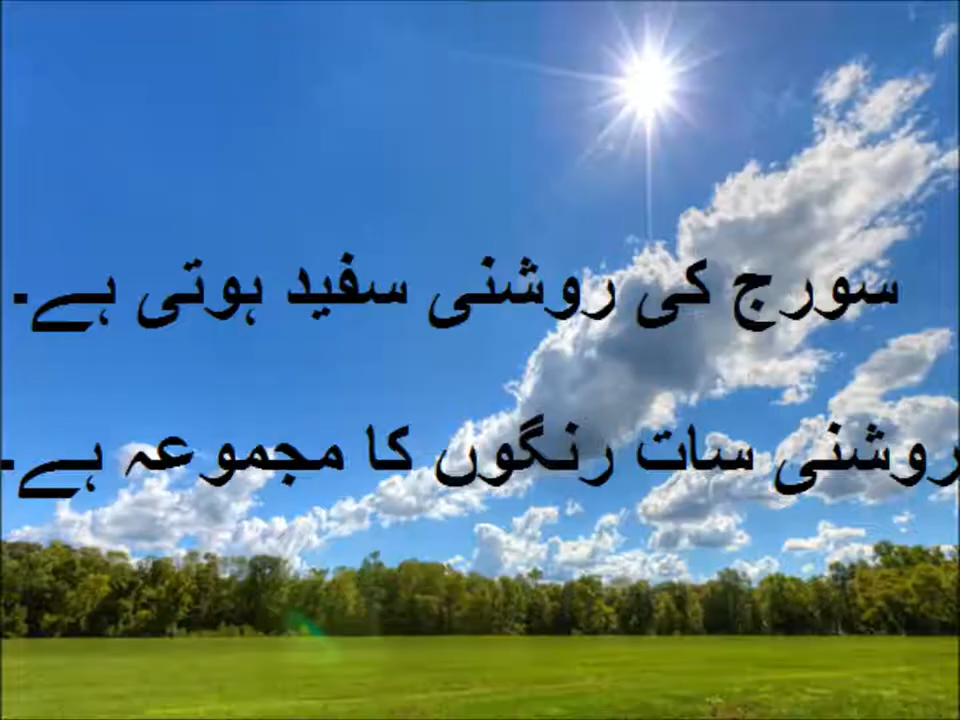 سورج کی روشنی سفید ہوتی ہے۔
روشنی سات رنگوں کا مجموعہ ہے۔